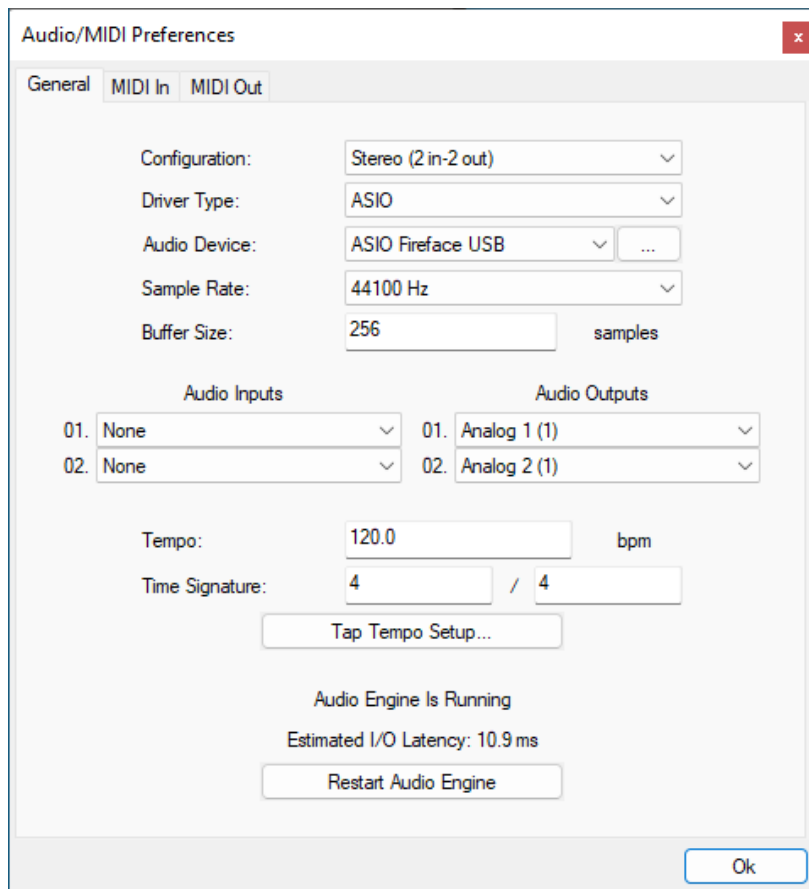 Audio/MIDI Preferences
x
General MIDI In MIDI Out
Configuration: Stereo (2 in-2 out)
Driver Type: ASIO
Audio Device: ASIO Fireface USB ...
Sample Rate: 44100 Hz
Buffer Size: 256 samples
Audio Inputs Audio Outputs
01. None 01. Analog 1 (1)
02. None 02. Analog 2 (1)
Tempo: 120.0 bpm
Time Signature: 4 / 4
Tap Tempo Setup...
Audio Engine Is Running
Estimated I/O Latency: 10.9 ms
Restart Audio Engine
Ok